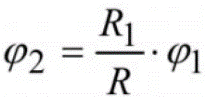 φ₂ = R₁/R · φ₁